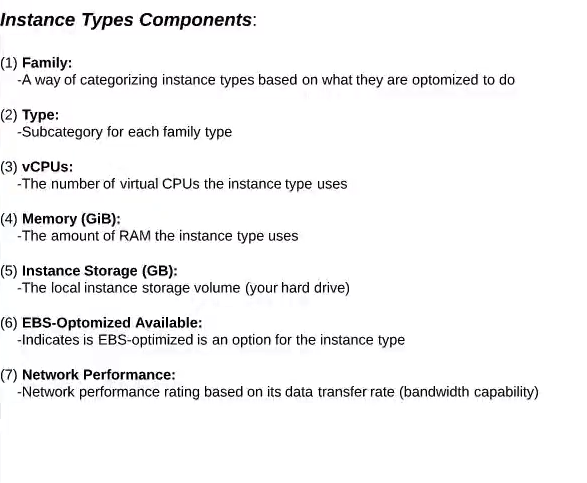 Instance Types Components:
(1) Family:
-A way of categorizing instance types based on what they are optomized to do
(2) Type:
-Subcategory for each family type
(3) vCPUs:
-The number of virtual CPUs the instance type uses
(4) Memory (GiB):
-The amount of RAM the instance type uses
(5) Instance Storage (GB):
-The local instance storage volume (your hard drive)
(6) EBS-Optomized Available:
-Indicates is EBS-optimized is an option for the instance type
(7) Network Performance:
-Network performance rating based on its data transfer rate (bandwidth capability)